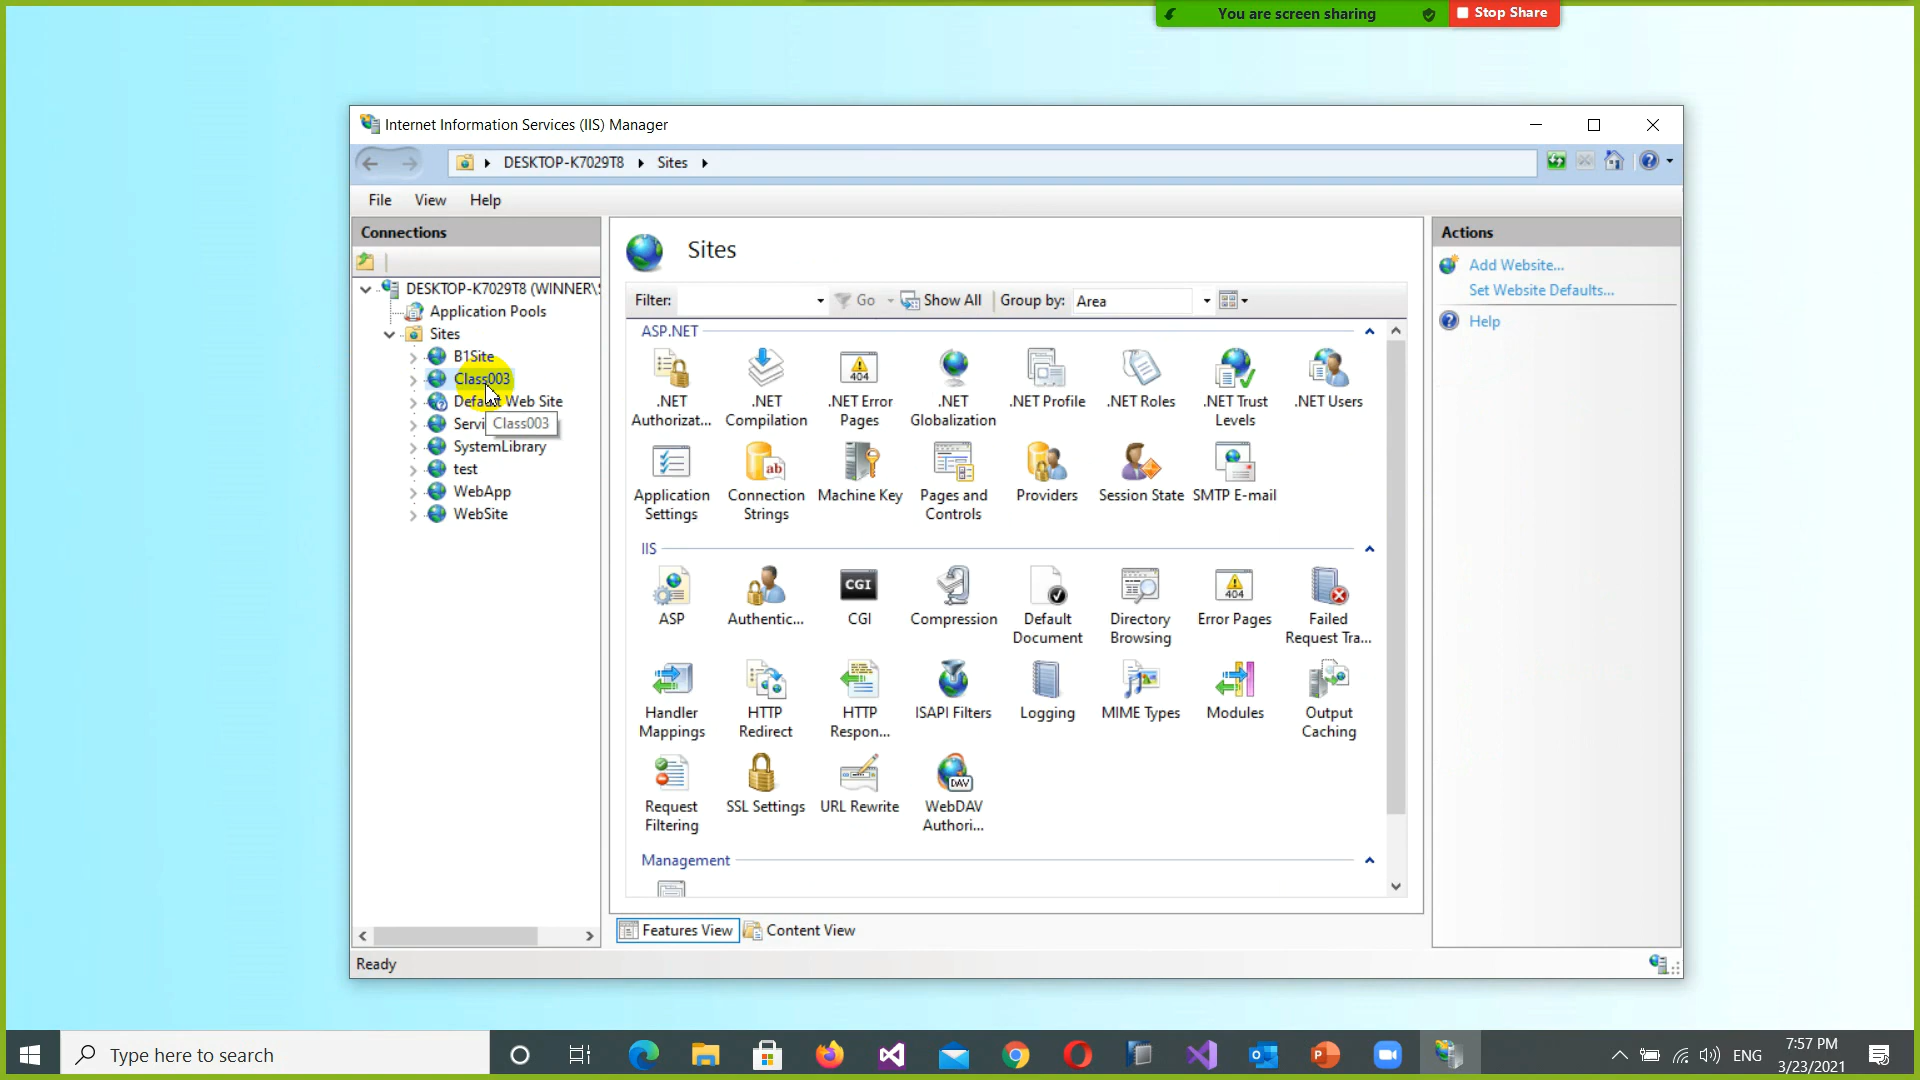 You are screen sharing
Stop Share
Internet Information Services (IIS) Manager
DESKTOP-K7029T8 Sites
File View Help
Connections
DESKTOP-K7029T8 (WINNER\
Application Pools
Sites
B1Site
Class003
Default Web Site
Servi
Class003
SystemLibrary
test
WebApp
WebSite
Sites
Filter: Go Show All Group by: Area
ASP.NET
.NET Authorizat...
.NET Compilation
.NET Error Pages
.NET Globalization
.NET Profile
.NET Roles
.NET Trust Levels
.NET Users
Application Settings
Connection Strings
ab
Machine Key
Pages and Controls
Providers
Session State
SMTP E-mail
404
IIS
ASP
Authentic...
CGI
CGI
Compression
Default Document
Directory Browsing
404
Error Pages
Failed Request Tra...
Handler Mappings
HTTP Redirect
HTTP Respon...
ISAPI Filters
Logging
MIME Types
Modules
Output Caching
Request Filtering
SSL Settings
URL Rewrite
DAV
WebDAV Authori...
Management
Features View Content View
Actions
Add Website...
Set Website Defaults...
Help
Ready
Type here to search
ENG
7:57 PM
3/23/2021